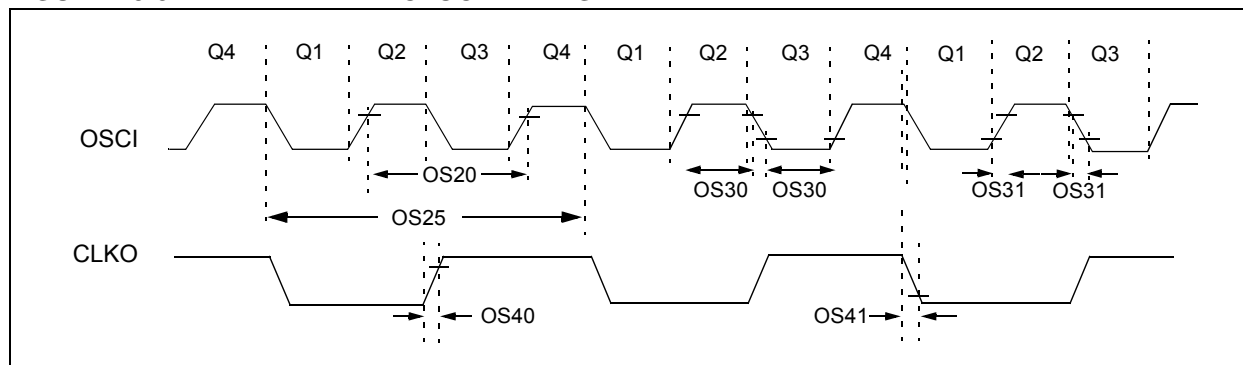 Q4 Q1 Q2 Q3 Q4 Q1 Q2 Q3 Q4 Q1 Q2 Q3
OSCI
OS20
OS30 OS30
OS31 OS31
OS25
CLKO
OS40
OS41